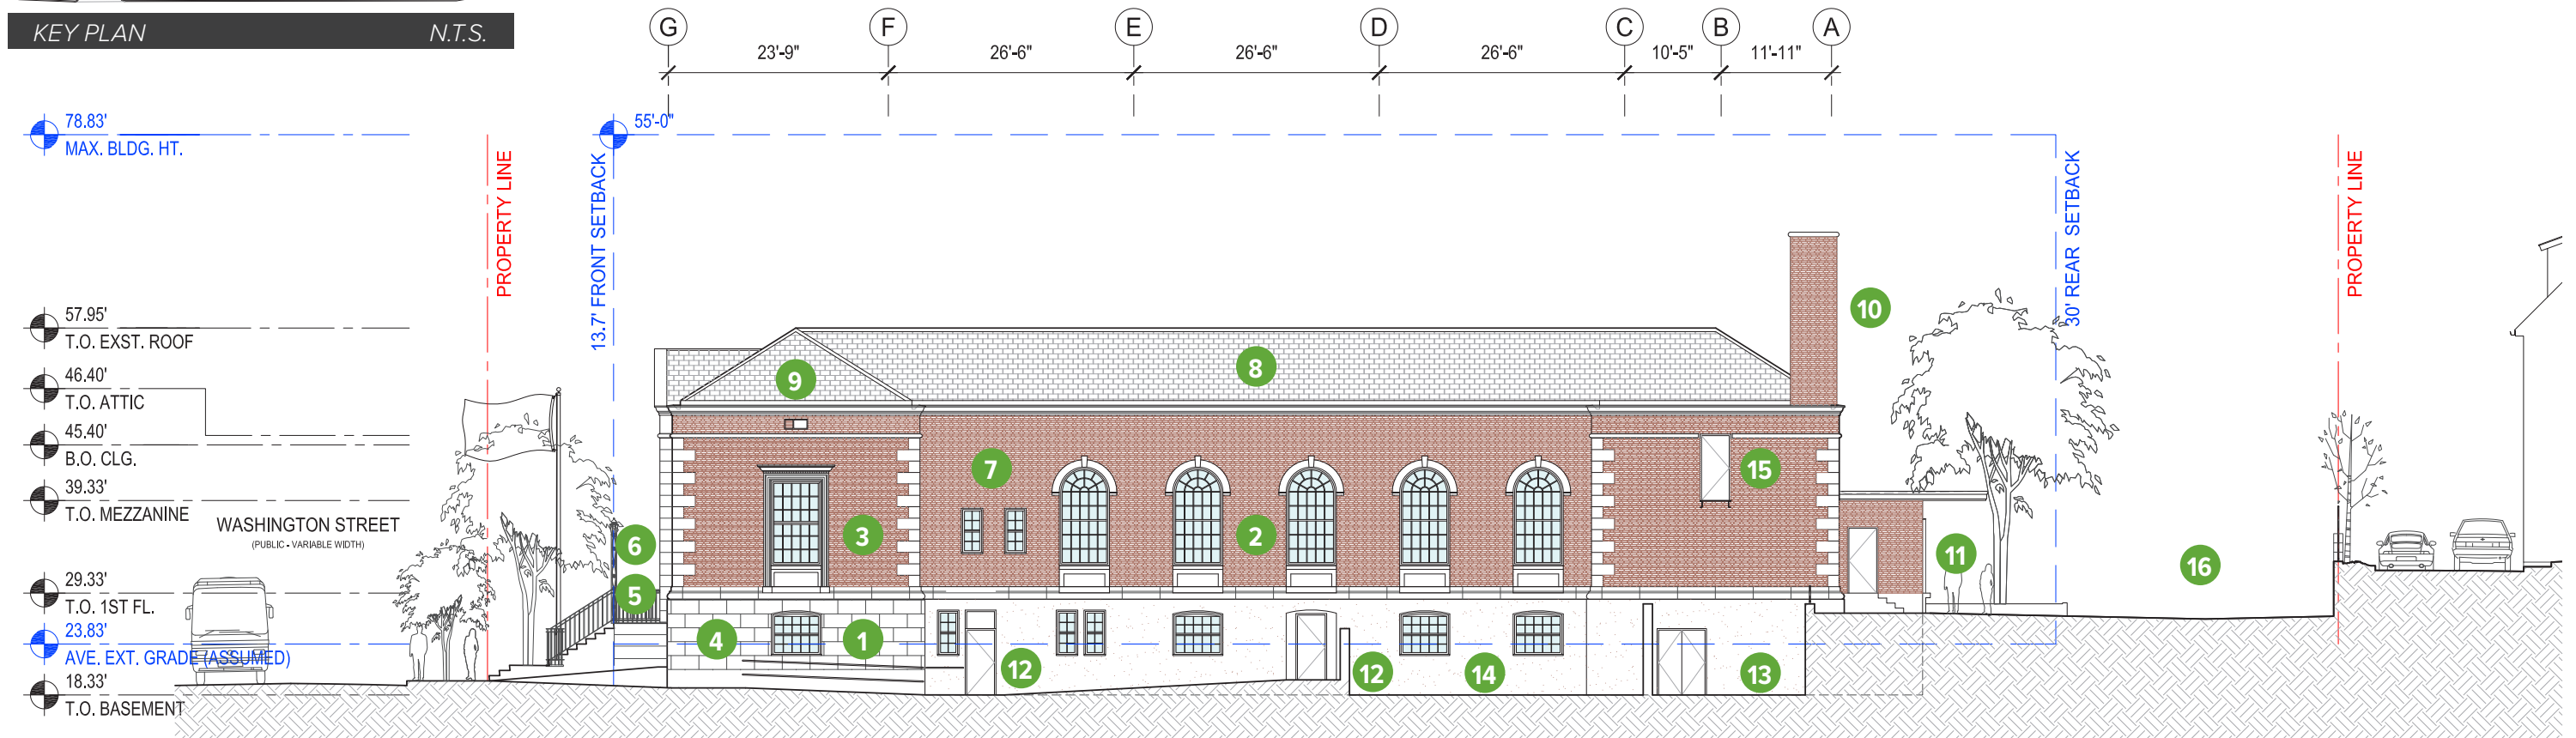 KEY PLAN N.T.S.
G F E D C B A
23'-9" 26'-6" 26'-6" 26'-6" 10'-5" 11'-11"
78.83'
MAX. BLDG. HT.
55'-0"
PROPERTY LINE
13.7' FRONT SETBACK
30' REAR SETBACK
PROPERTY LINE
57.95'
T.O. EXST. ROOF
46.40'
T.O. ATTIC
45.40'
B.O. CLG.
39.33'
T.O. MEZZANINE
WASHINGTON STREET
(PUBLIC - VARIABLE WIDTH)
29.33'
T.O. 1ST FL.
23.83'
AVE. EXT. GRADE (ASSUMED)
18.33'
T.O. BASEMENT
10
8
9
7
15
3
2
6
11
16
5
4
1
12
12
14
13